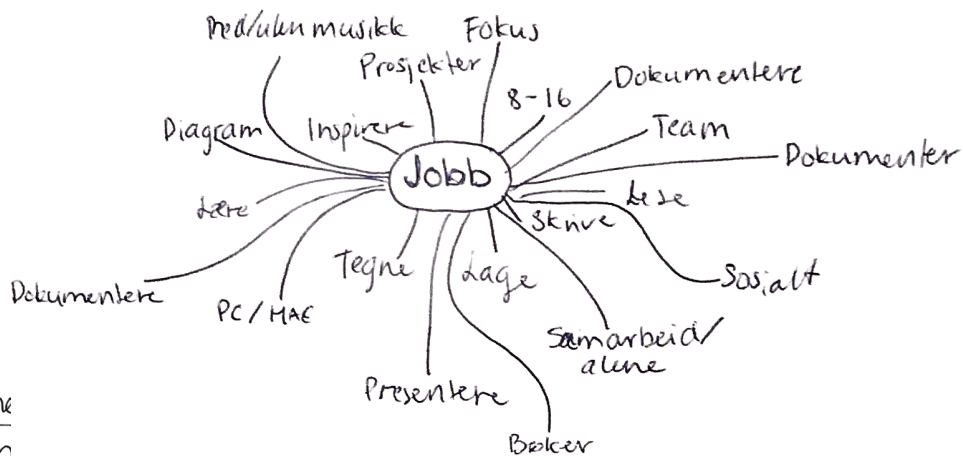 Med/uten musikk
Fokus
Prosjekter
Dokumentere
8-16
Diagram
Inspirere
Team
Jobb
Dokumenter
Lære
Lese
Skrive
Tegne
Lage
Sosialt
Dokumentere
PC/MAC
Samarbeid/
alene
Presentere
Bøker